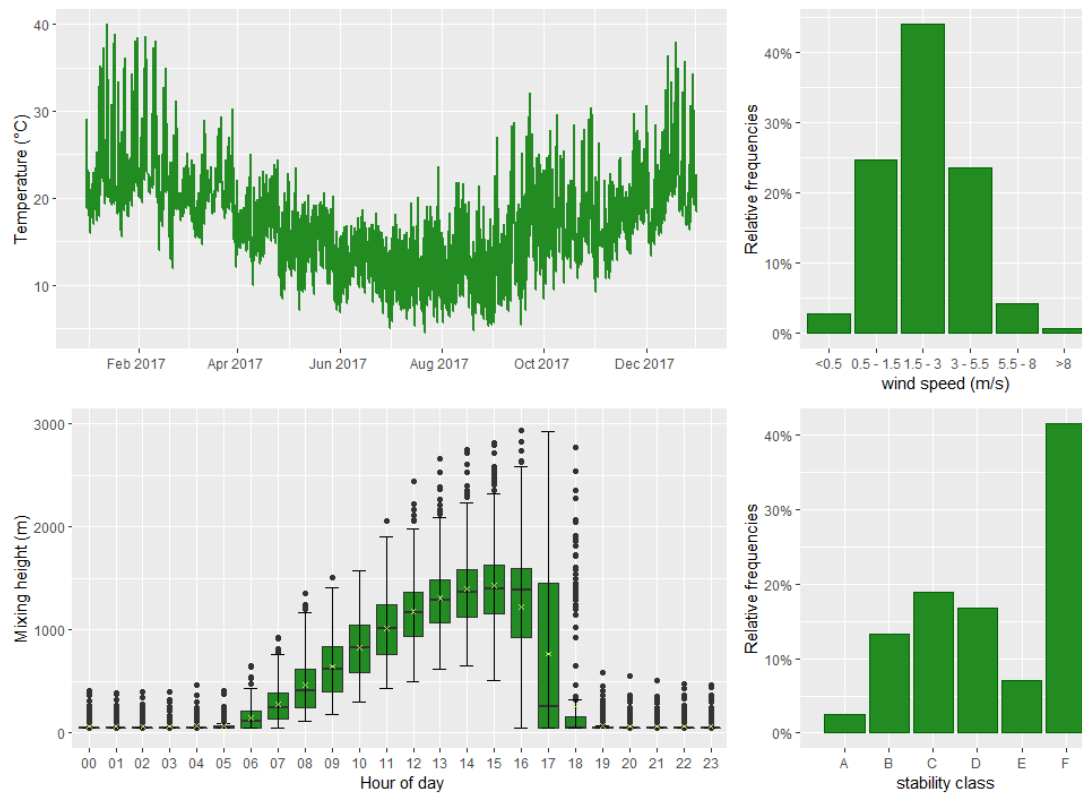 Temperature (°C)
40
30
20
10
Feb 2017 Apr 2017 Jun 2017 Aug 2017 Oct 2017 Dec 2017
Relative frequencies
40%
30%
20%
10%
0%
<0.5 0.5 - 1.5 1.5 - 3 3 - 5.5 5.5 - 8 >8
wind speed (m/s)
Mixing height (m)
3000
2000
1000
0
00 01 02 03 04 05 06 07 08 09 10 11 12 13 14 15 16 17 18 19 20 21 22 23
Hour of day
Relative frequencies
40%
30%
20%
10%
0%
A B C D E F
stability class